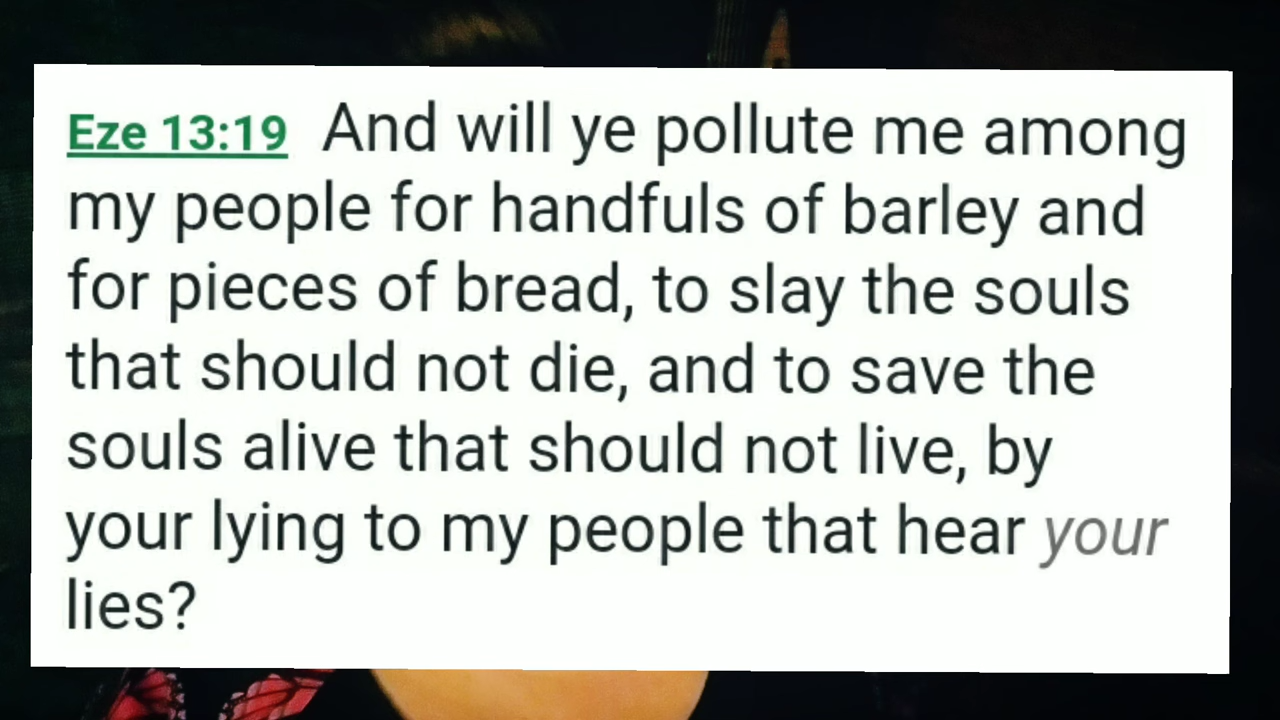 Eze 13:19 And will ye pollute me among
my people for handfuls of barley and
for pieces of bread, to slay the souls
that should not die, and to save the
souls alive that should not live, by
your lying to my people that hear your
lies?